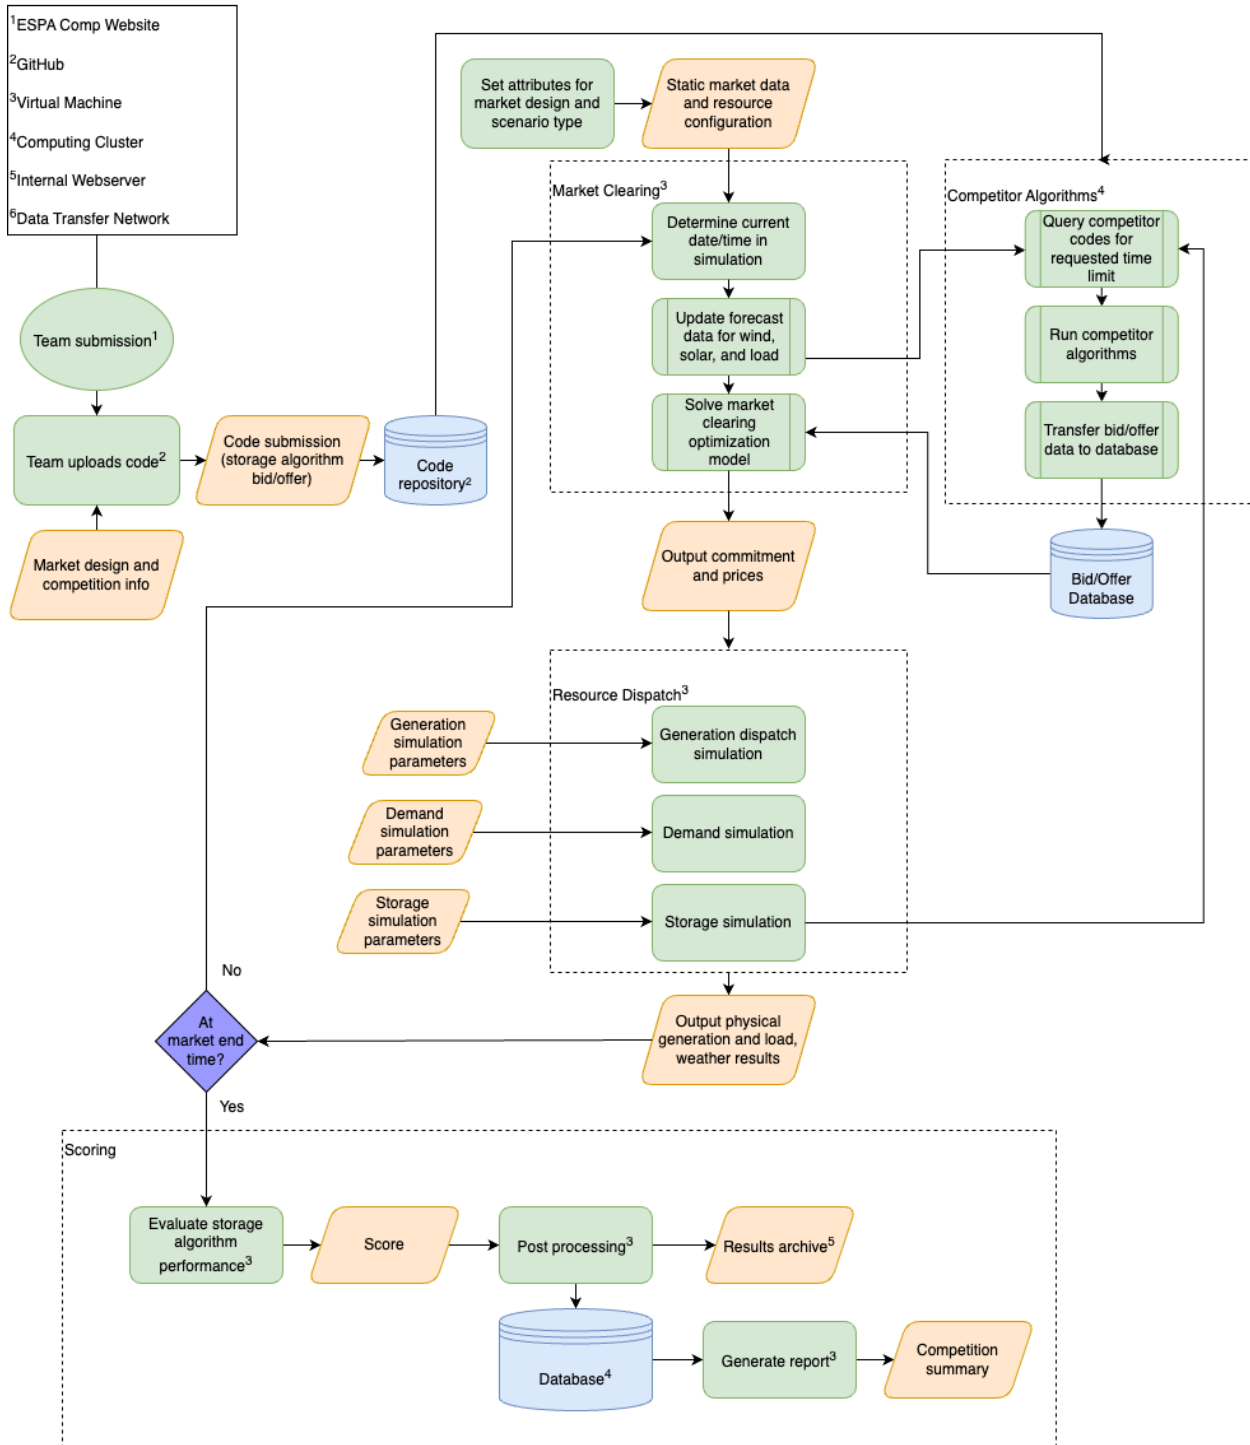 ¹ESPA Comp Website
²GitHub
³Virtual Machine
⁴Computing Cluster
⁵Internal Webserver
⁶Data Transfer Network
Team submission¹
Team uploads code²
Market design and
competition info
Code submission
(storage algorithm
bid/offer)
Code
repository²
Set attributes for
market design and
scenario type
Static market data
and resource
configuration
Market Clearing³
Determine current
date/time in
simulation
Update forecast
data for wind,
solar, and load
Solve market
clearing
optimization
model
Competitor Algorithms⁴
Query competitor
codes for
requested time
limit
Run competitor
algorithms
Transfer bid/offer
data to database
Bid/Offer
Database
Output commitment
and prices
Resource Dispatch³
Generation
simulation
parameters
Generation dispatch
simulation
Demand
simulation
parameters
Demand simulation
Storage
simulation
parameters
Storage simulation
Output physical
generation and load,
weather results
No
At
market end
time?
Yes
Scoring
Evaluate storage
algorithm
performance³
Score
Post processing³
Results archive⁵
Database⁴
Generate report³
Competition
summary